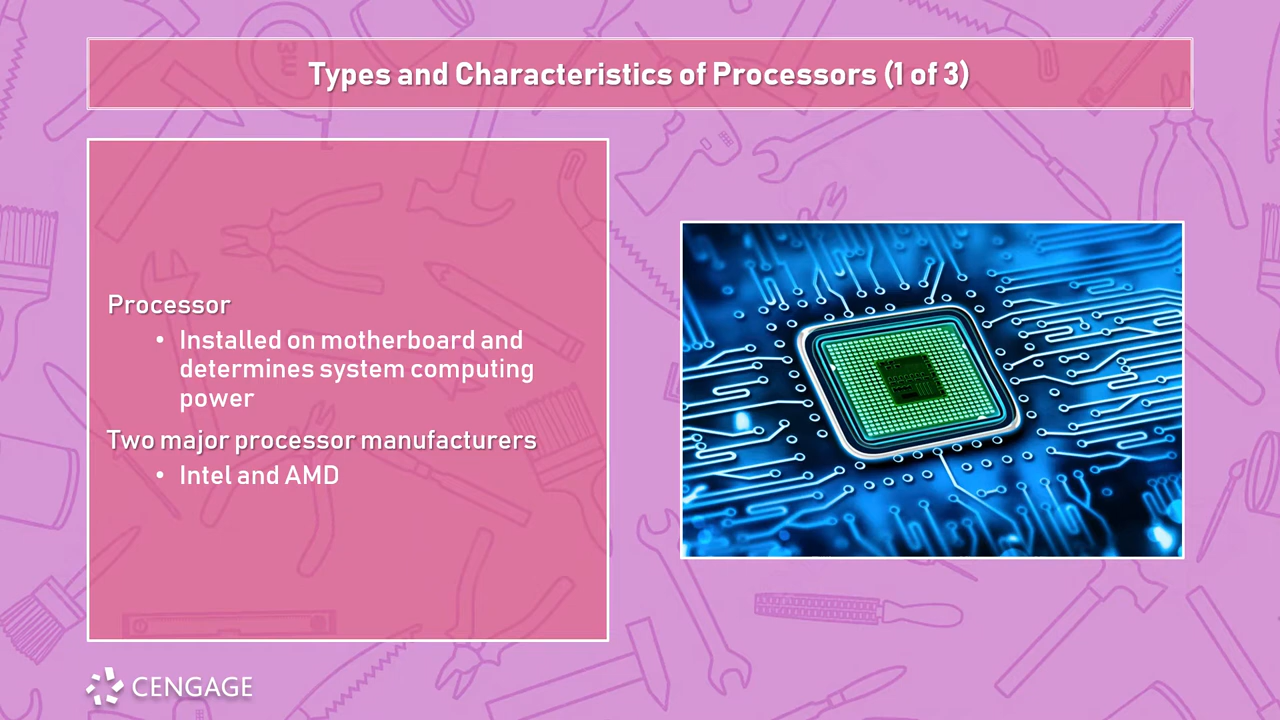 Types and Characteristics of Processors (1 of 3)
Processor
• Installed on motherboard and
determines system computing
power
Two major processor manufacturers
• Intel and AMD
CENGAGE